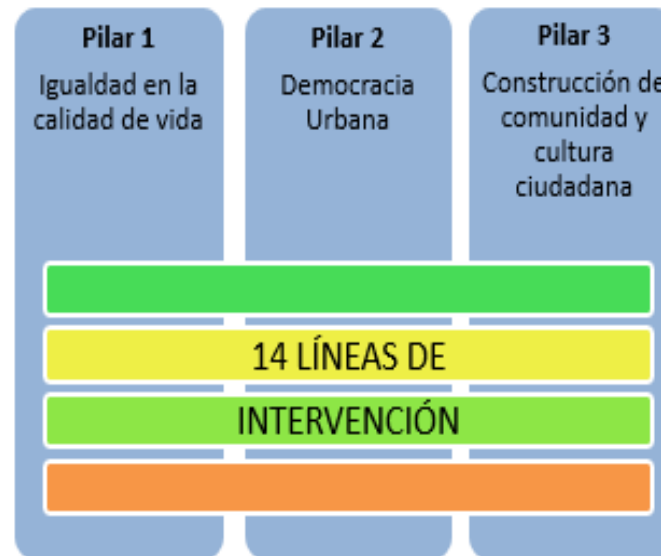 Pilar 1
Igualdad en la
calidad de vida
Pilar 2
Democracia
Urbana
Pilar 3
Construcción de
comunidad y
cultura
ciudadana
14 LÍNEAS DE
INTERVENCIÓN